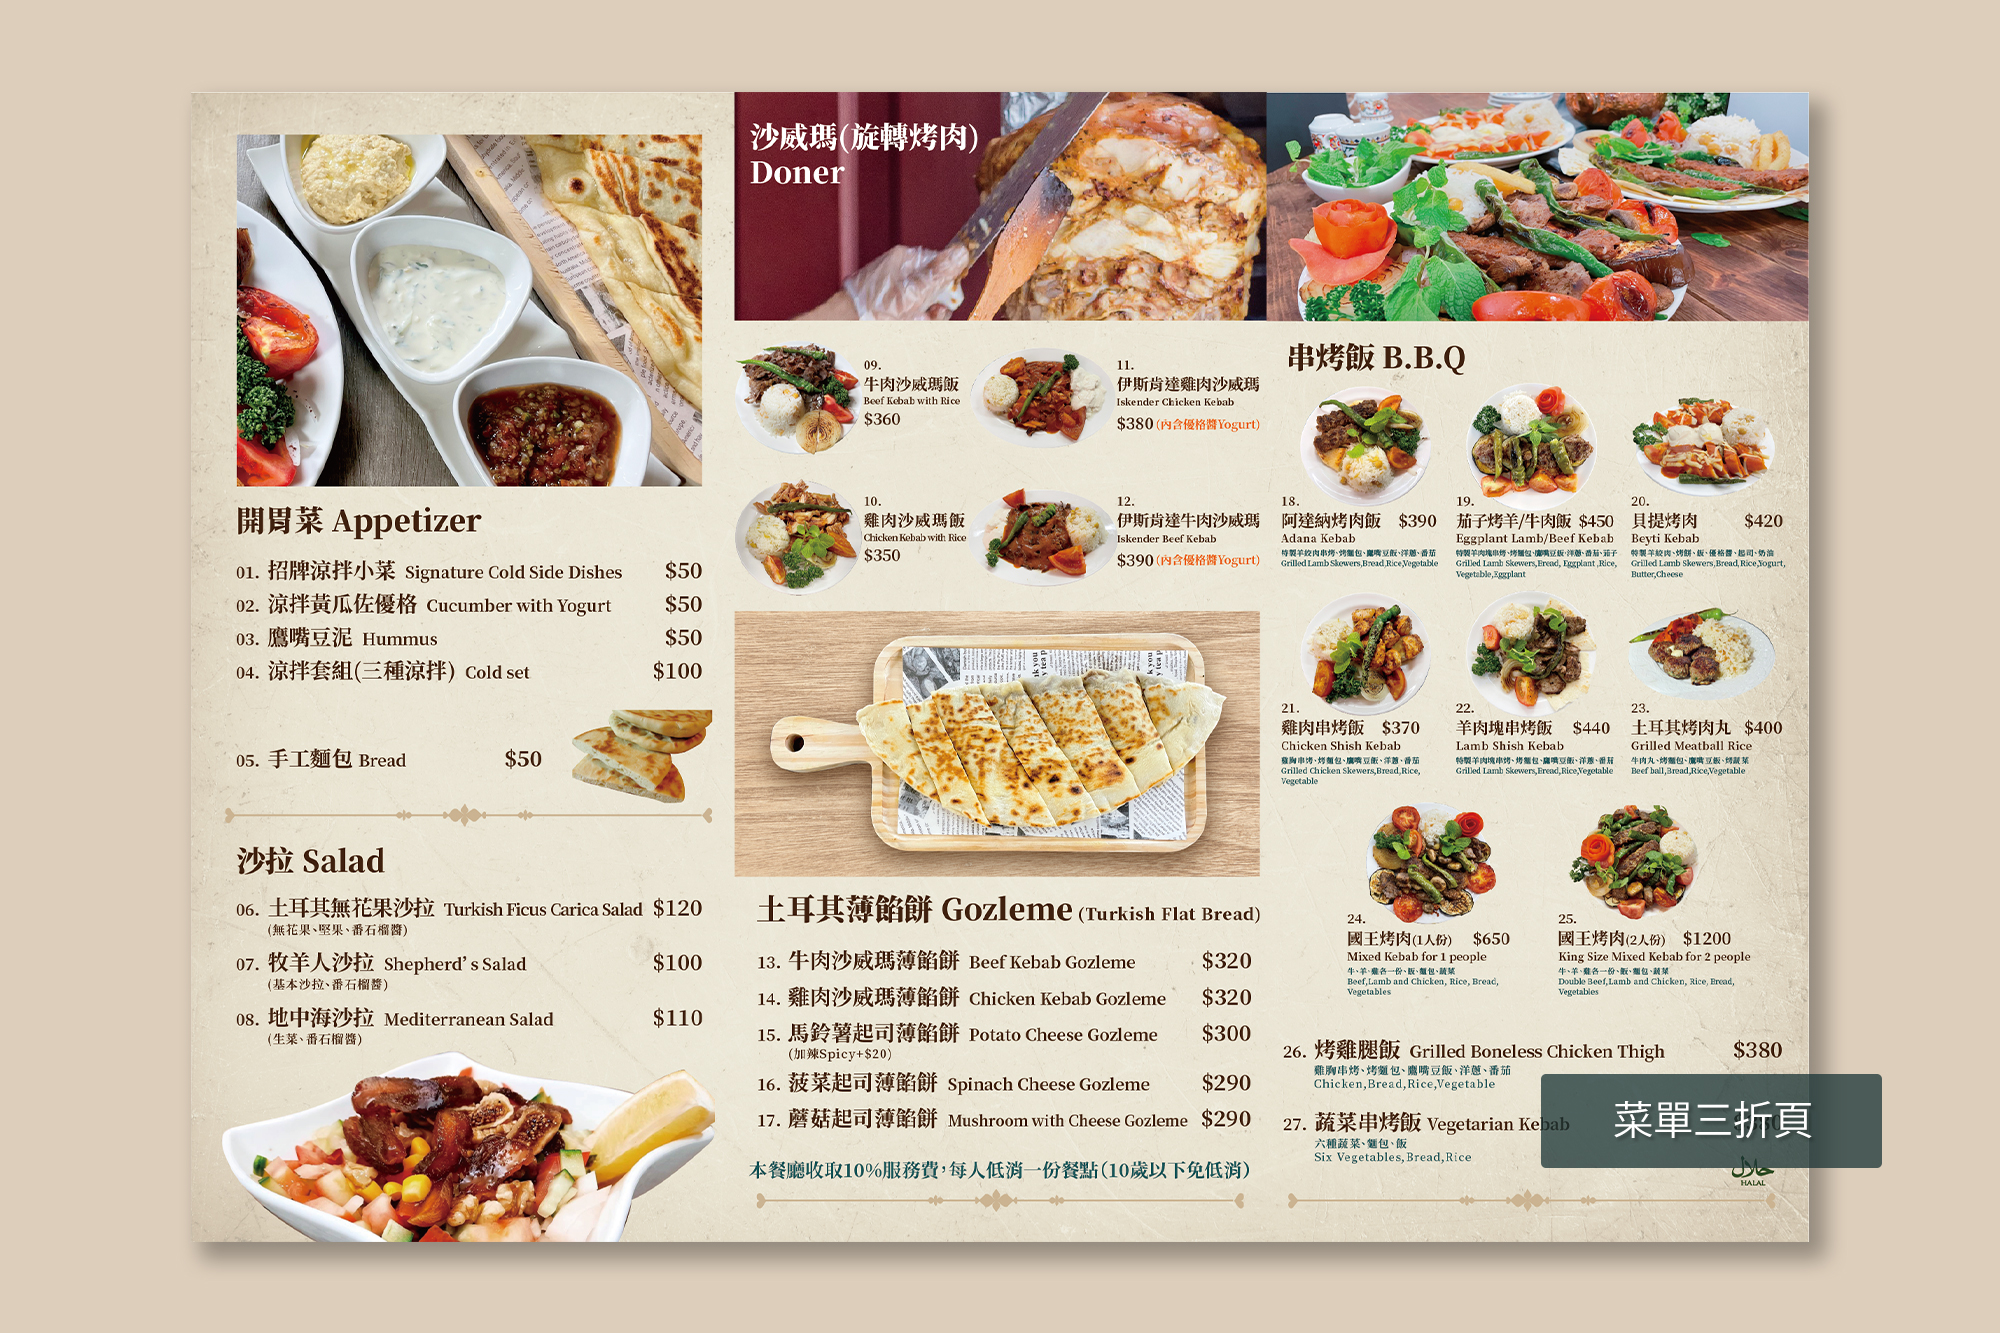 開胃菜 Appetizer
01. 招牌涼拌小菜 Signature Cold Side Dishes $50
02. 涼拌黃瓜佐優格 Cucumber with Yogurt $50
03. 鷹嘴豆泥 Hummus $50
04. 涼拌套組(三種涼拌) Cold set $100
05. 手工麵包 Bread $50
沙拉 Salad
06. 土耳其無花果沙拉 Turkish Ficus Carica Salad $120
(無花果、堅果、番石榴醬)
07. 牧羊人沙拉 Shepherd’s Salad $100
(基本沙拉、番石榴醬)
08. 地中海沙拉 Mediterranean Salad $110
(生菜、番石榴醬)
沙威瑪(旋轉烤肉)
Doner
09.
牛肉沙威瑪飯
Beef Kebab with Rice
$360
10.
雞肉沙威瑪飯
Chicken Kebab with Rice
$350
11.
伊斯肯達雞肉沙威瑪
Iskender Chicken Kebab
$380(內含優格醬Yogurt)
12.
伊斯肯達牛肉沙威瑪
Iskender Beef Kebab
$390(內含優格醬Yogurt)
土耳其薄餡餅 Gozleme (Turkish Flat Bread)
13. 牛肉沙威瑪薄餡餅 Beef Kebab Gozleme $320
14. 雞肉沙威瑪薄餡餅 Chicken Kebab Gozleme $320
15. 馬鈴薯起司薄餡餅 Potato Cheese Gozleme $300
(加辣Spicy+$20)
16. 菠菜起司薄餡餅 Spinach Cheese Gozleme $290
17. 蘑菇起司薄餡餅 Mushroom with Cheese Gozleme $290
本餐廳收取10%服務費,每人低消一份餐點(10歲以下免低消)
串烤飯 B.B.Q
18.
阿達納烤肉飯 $390
Adana Kebab
特製羊絞肉串烤、烤麵包、鷹嘴豆飯、洋蔥、番茄
Grilled Lamb Skewers,Bread,Rice,Vegetable
19.
茄子烤羊/牛肉飯 $450
Eggplant Lamb/Beef Kebab
特製羊肉塊串烤、烤麵包、鷹嘴豆飯、洋蔥、番茄、茄子
Grilled Lamb Skewers,Bread, Eggplant ,Rice,
Vegetable,Eggplant
20.
貝提烤肉 $420
Beyti Kebab
特製羊絞肉、烤餅、飯、優格醬、起司、奶油
Grilled Lamb Skewers,Bread,Rice,Yogurt,
Butter,Cheese
21.
雞肉串烤飯 $370
Chicken Shish Kebab
雞胸串烤、烤麵包、鷹嘴豆飯、洋蔥、番茄
Grilled Chicken Skewers,Bread,Rice,
Vegetable
22.
羊肉塊串烤飯 $440
Lamb Shish Kebab
特製羊肉塊串烤、烤麵包、鷹嘴豆飯、洋蔥、番茄
Grilled Lamb Skewers,Bread,Rice,Vegetable
23.
土耳其烤肉丸 $400
Grilled Meatball Rice
牛肉丸、烤麵包、鷹嘴豆飯、烤蔬菜
Beef ball,Bread,Rice,Vegetable
24.
國王烤肉(1人份) $650
Mixed Kebab for 1 people
牛、羊、雞各一份、飯、麵包、蔬菜
Beef,Lamb and Chicken, Rice, Bread,
Vegetables
25.
國王烤肉(2人份) $1200
King Size Mixed Kebab for 2 people
牛、羊、雞各一份、飯、麵包、蔬菜
Double Beef,Lamb and Chicken, Rice, Bread,
Vegetables
26. 烤雞腿飯 Grilled Boneless Chicken Thigh $380
雞胸串烤、烤麵包、鷹嘴豆飯、洋蔥、番茄
Chicken,Bread,Rice,Vegetable
27. 蔬菜串烤飯 Vegetarian Kebab
六種蔬菜、麵包、飯
Six Vegetables,Bread,Rice
菜單三折頁
حلال
HALAL